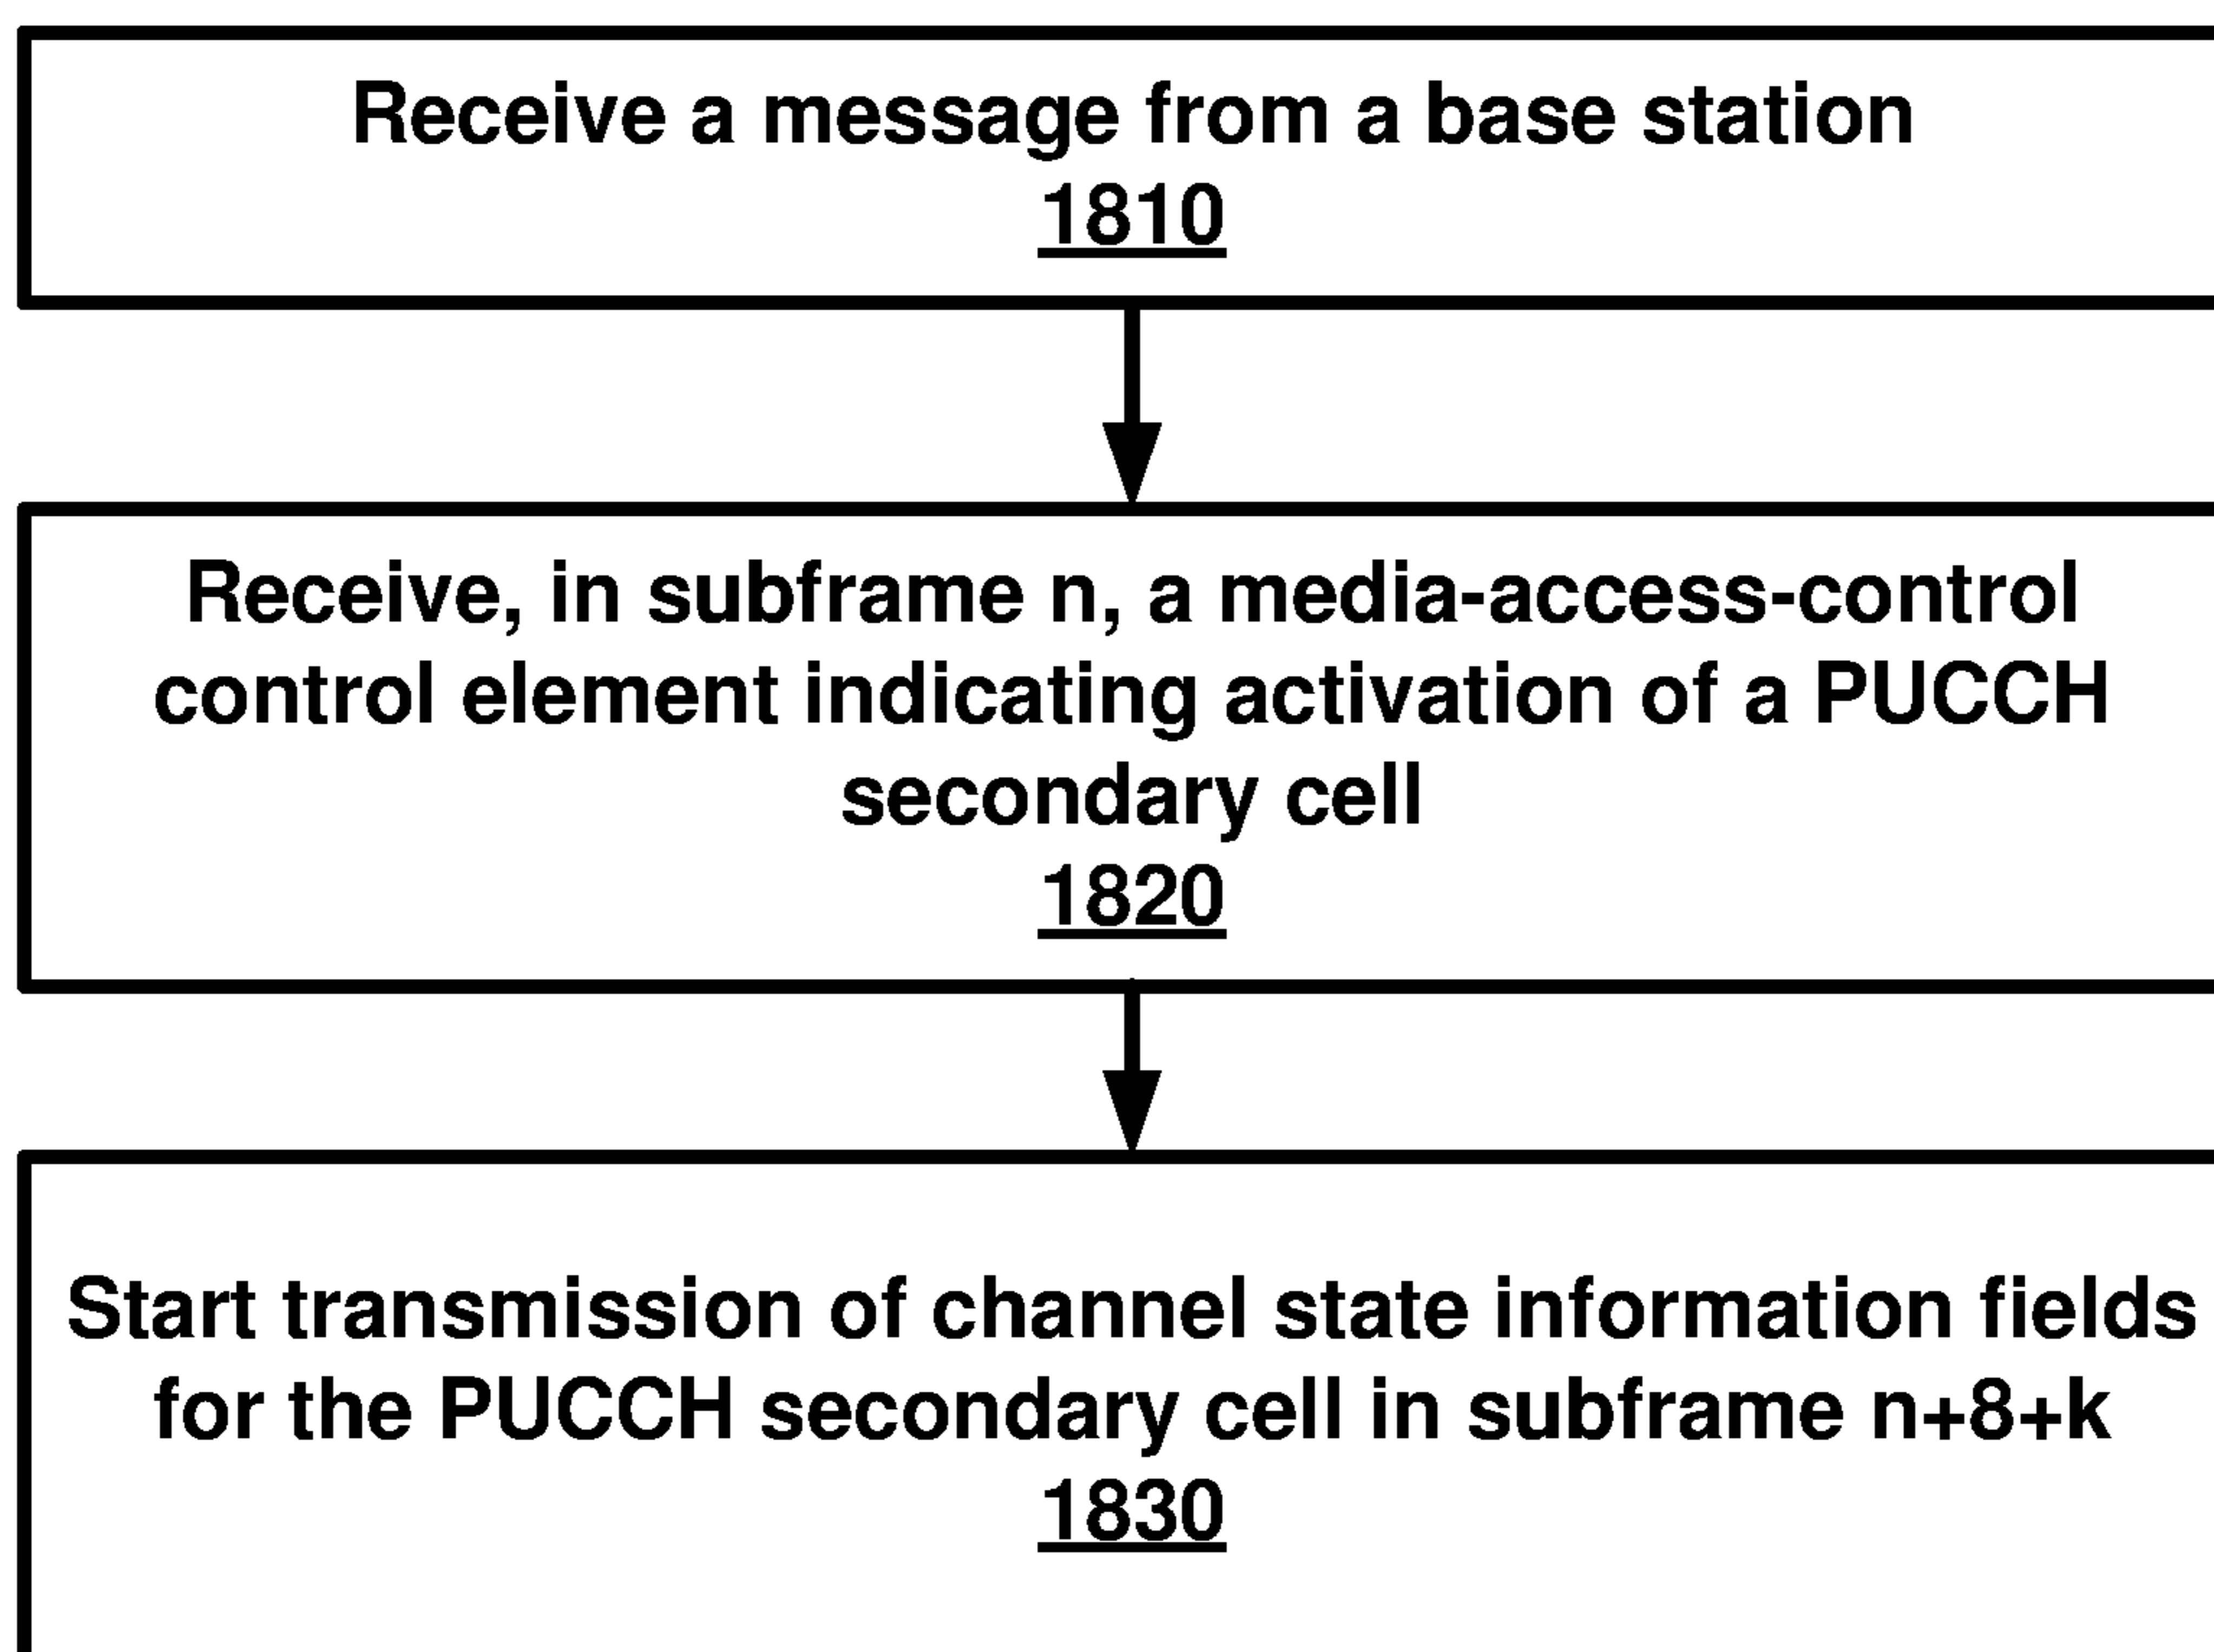 Receive a message from a base station
1810
Receive, in subframe n, a media-access-control
control element indicating activation of a PUCCH
secondary cell
1820
Start transmission of channel state information fields
for the PUCCH secondary cell in subframe n+8+k
1830